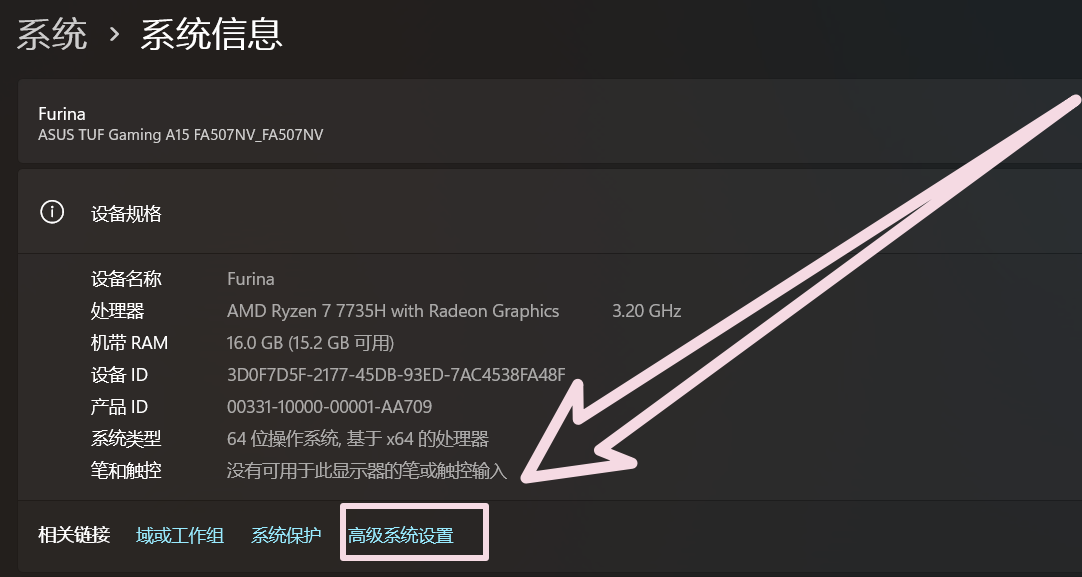 系统 › 系统信息
Furina
ASUS TUF Gaming A15 FA507NV_FA507NV
设备规格
设备名称 Furina
处理器 AMD Ryzen 7 7735H with Radeon Graphics 3.20 GHz
机带 RAM 16.0 GB (15.2 GB 可用)
设备 ID 3D0F7D5F-2177-45DB-93ED-7AC4538FA48F
产品 ID 00331-10000-00001-AA709
系统类型 64 位操作系统, 基于 x64 的处理器
笔和触控 没有可用于此显示器的笔或触控输入
相关链接 域或工作组 系统保护 高级系统设置